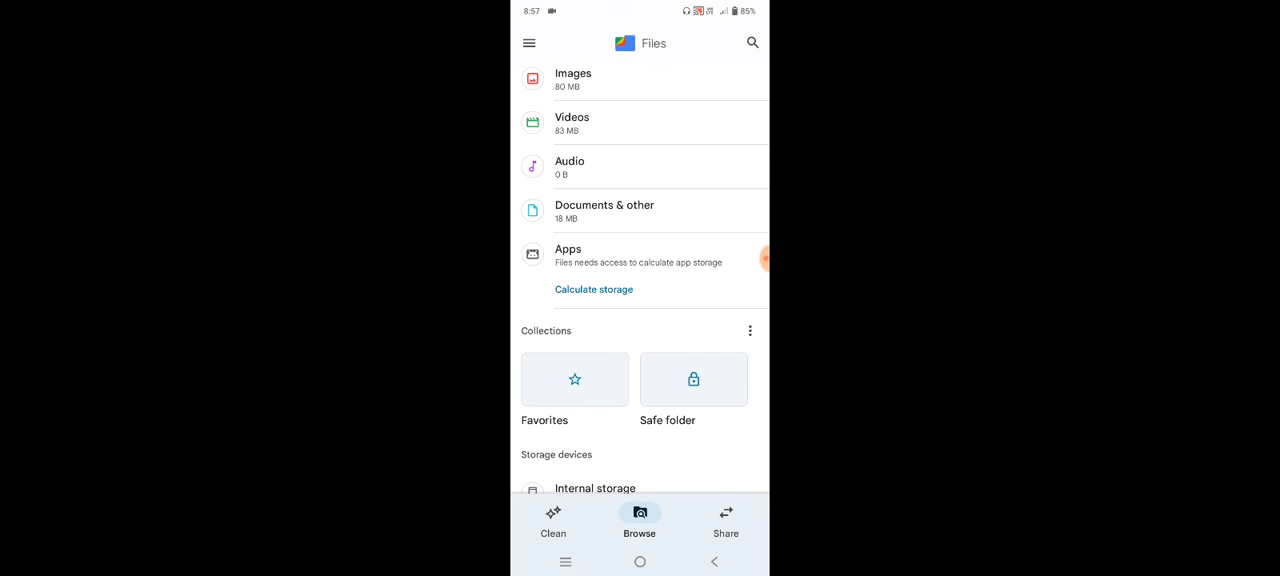 8:57 85%
Files
Images
80 MB
Videos
83 MB
Audio
0 B
Documents & other
18 MB
Apps
Files needs access to calculate app storage
Calculate storage
Collections
Favorites Safe folder
Storage devices
Internal storage
Clean Browse Share